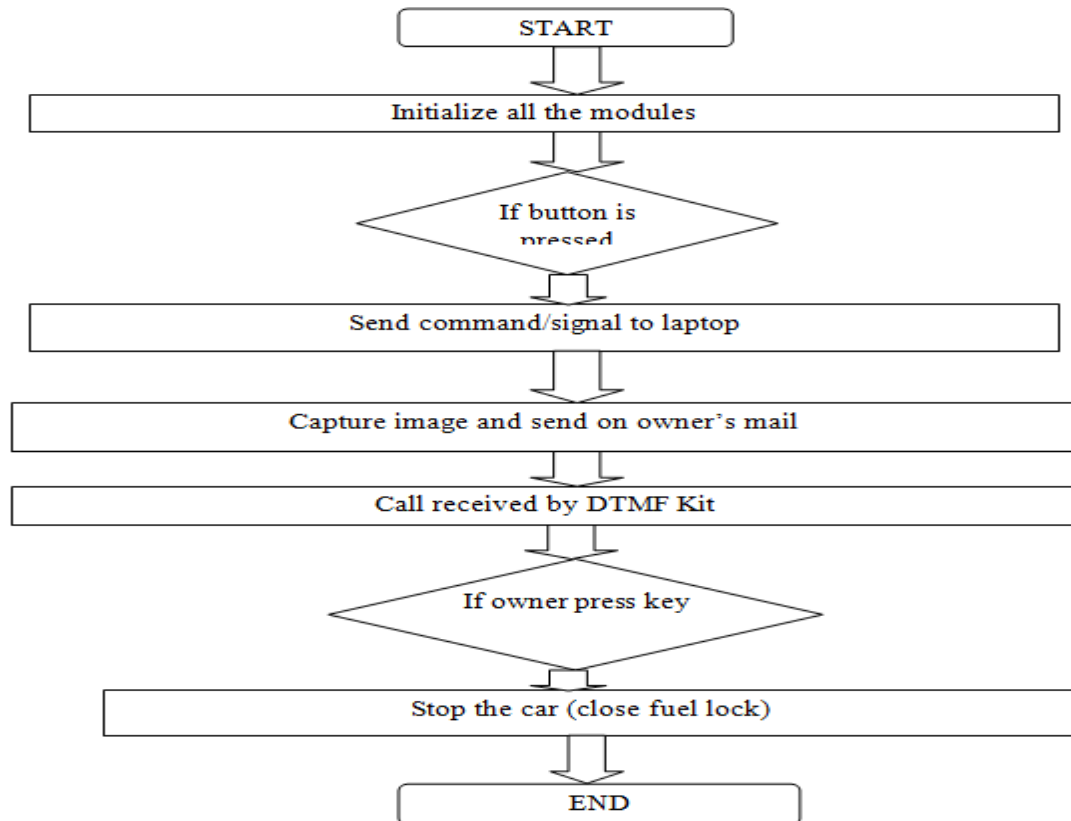 START
Initialize all the modules
If button is
pressed
Send command/signal to laptop
Capture image and send on owner’s mail
Call received by DTMF Kit
If owner press key
Stop the car (close fuel lock)
END